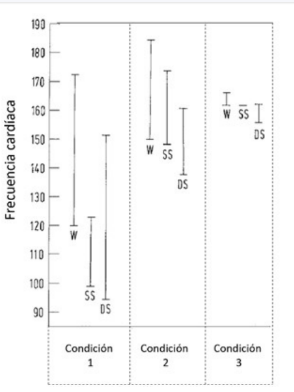 190
180
170
160
150
140
130
120
110
100
90
Frecuencia cardíaca
W
SS
DS
W
SS
DS
W
SS
DS
Condición
1
Condición
2
Condición
3